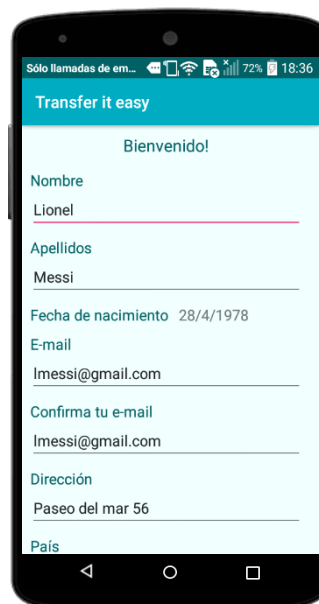 Sólo llamadas de em... 72% 18:36
Transfer it easy
Bienvenido!
Nombre
Lionel
Apellidos
Messi
Fecha de nacimiento 28/4/1978
E-mail
lmessi@gmail.com
Confirma tu e-mail
lmessi@gmail.com
Dirección
Paseo del mar 56
País